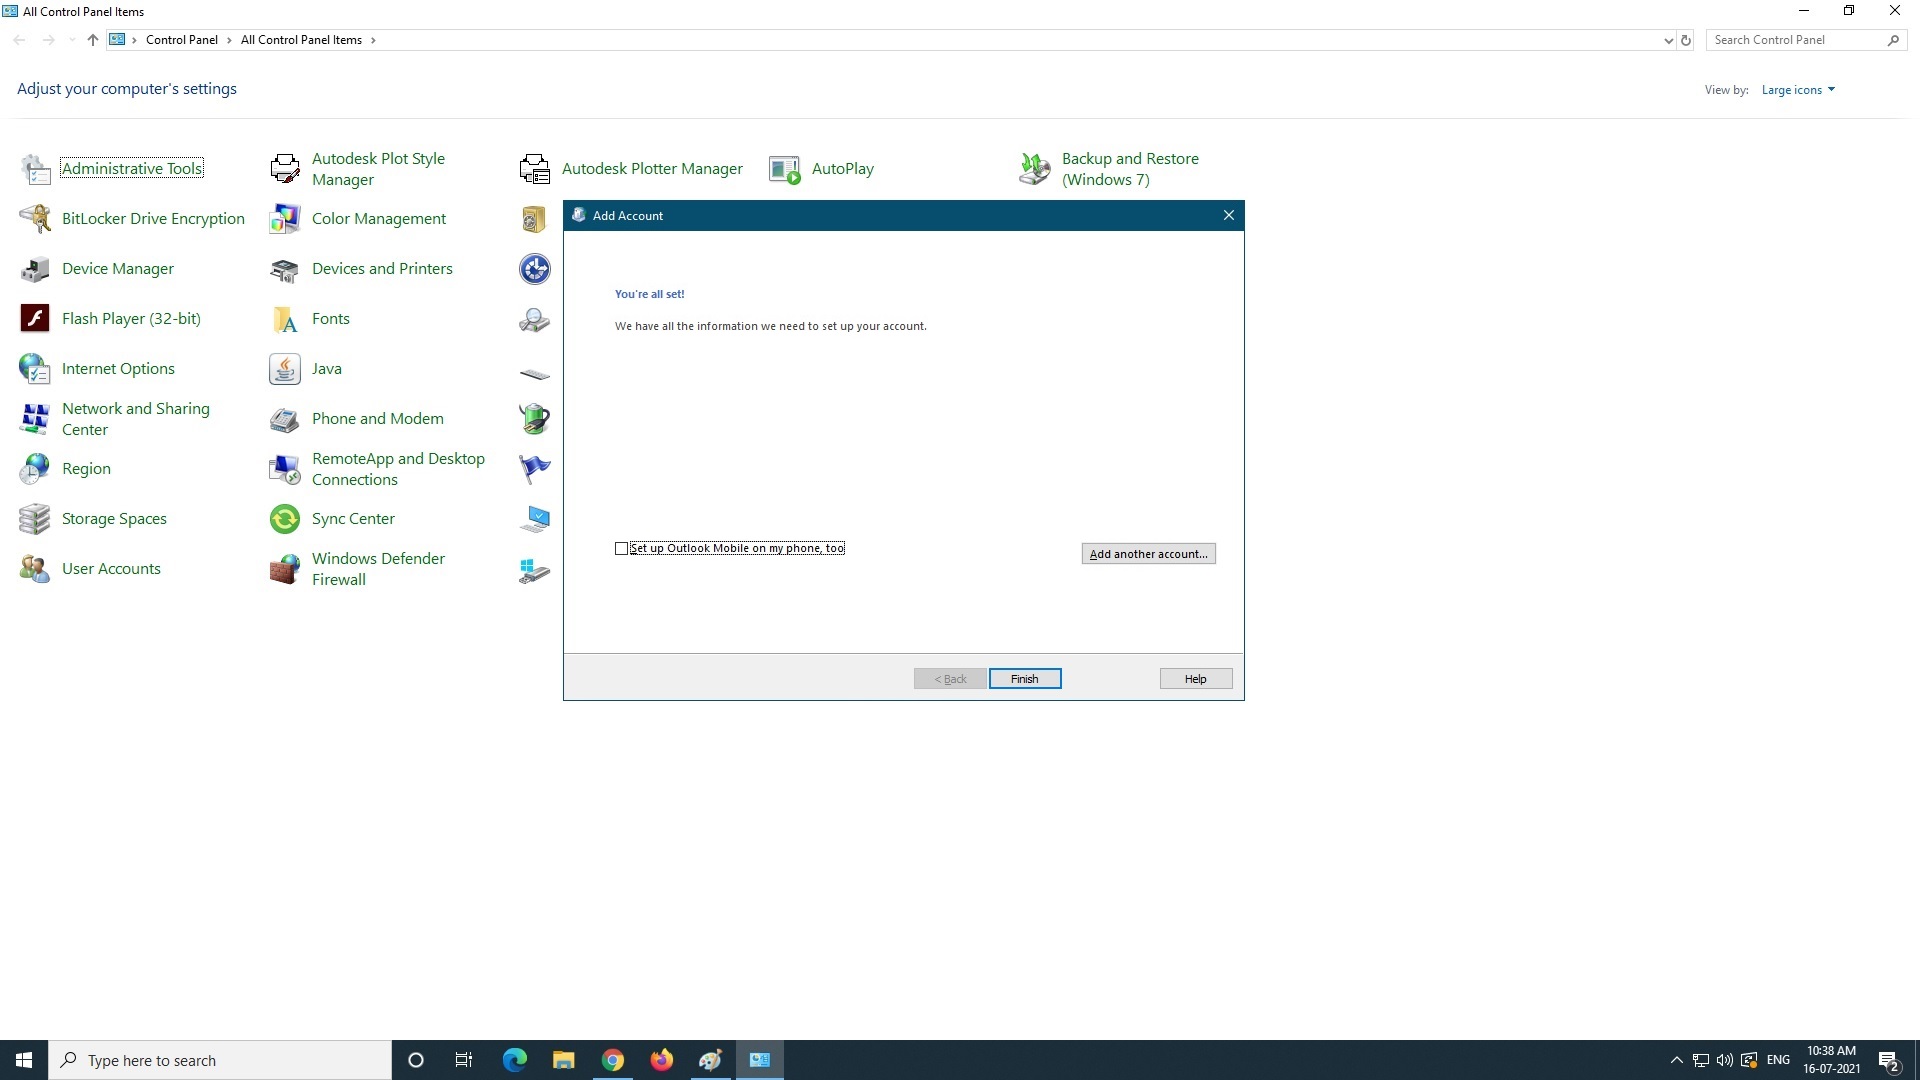 All Control Panel Items
Control Panel > All Control Panel Items >
Search Control Panel
Adjust your computer's settings
View by: Large icons
Administrative Tools
Autodesk Plot Style
Manager
Autodesk Plotter Manager
AutoPlay
Backup and Restore
(Windows 7)
BitLocker Drive Encryption
Color Management
Device Manager
Devices and Printers
Flash Player (32-bit)
Fonts
Internet Options
Java
Network and Sharing
Center
Phone and Modem
Region
RemoteApp and Desktop
Connections
Storage Spaces
Sync Center
User Accounts
Windows Defender
Firewall
Add Account
You're all set!
We have all the information we need to set up your account.
Set up Outlook Mobile on my phone, too
Add another account...
< Back
Finish
Help
Type here to search
ENG
10:38 AM
16-07-2021
2